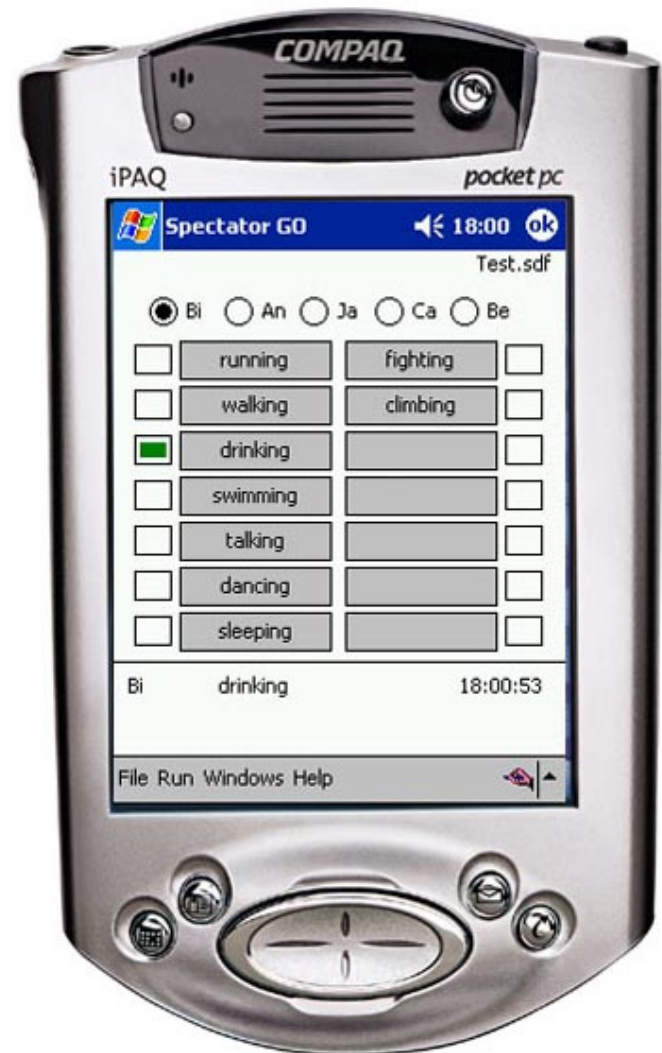 COMPAQ
iPAQ pocket pc
Spectator GO 18:00 ok
Test.sdf
Bi An Ja Ca Be
running fighting
walking climbing
drinking
swimming
talking
dancing
sleeping
Bi drinking 18:00:53
File Run Windows Help